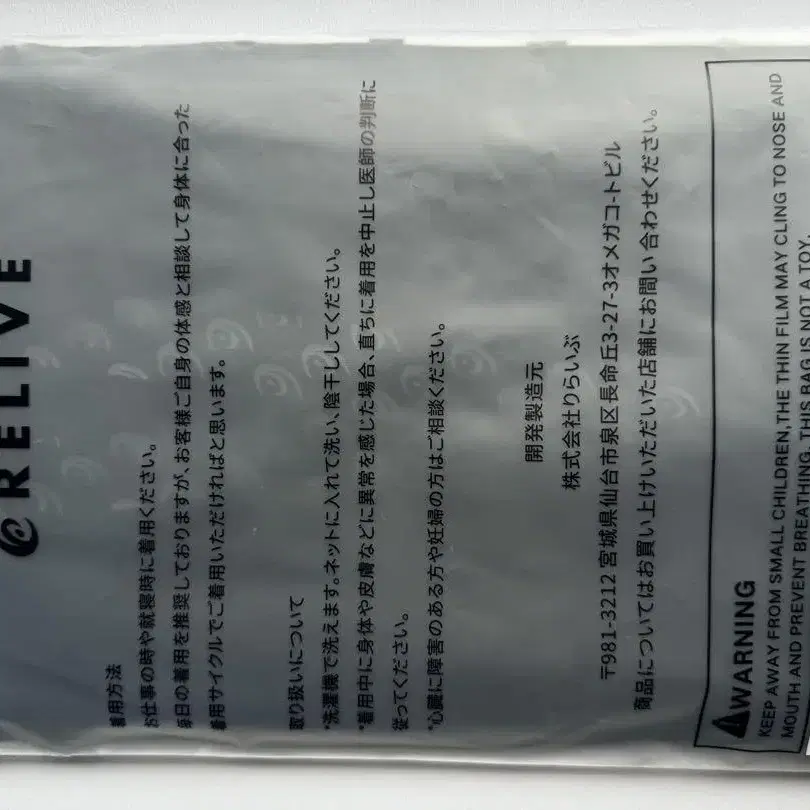 RELIVE
着用方法
お仕事の時や就寝時に着用ください。
毎日の着用を推奨しておりますが、お客様ご自身の体感と相談して身体に合った
着用サイクルでご着用いただければと思います。
取り扱いについて
*洗濯機で洗えます。ネットに入れて洗い、陰干ししてください。
*着用中に身体や皮膚などに異常を感じた場合、直ちに着用を中止し医師の判断に
従ってください。
*心臓に障害のある方や妊婦の方はご相談ください。
開発製造元
株式会社りらいぶ
〒981-3212 宮城県仙台市泉区長命丘3-27-3オメガコートビル
商品についてはお買い上げいただいた店舗にお問い合わせください。
WARNING
KEEP AWAY FROM SMALL CHILDREN,THE THIN FILM MAY CLING TO NOSE AND
MOUTH AND PREVENT BREATHING. THIS BAG IS NOT A TOY.